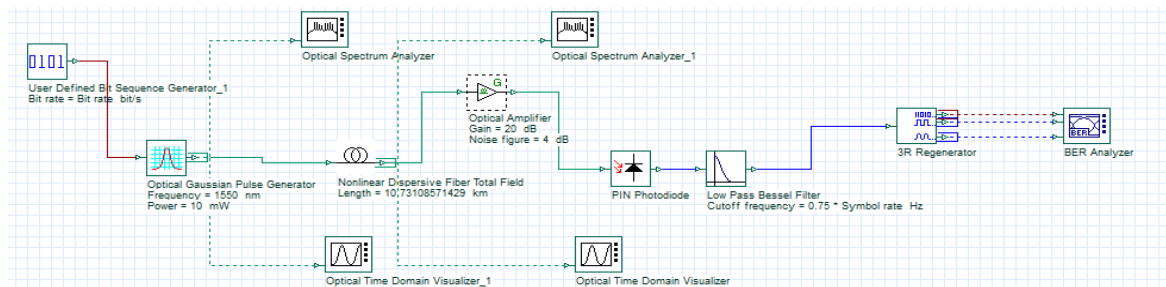 Optical Spectrum Analyzer
Optical Spectrum Analyzer_1
0101
User Defined Bit Sequence Generator_1
Bit rate = Bit rate bit/s
G
Optical Amplifier
Gain = 20 dB
Noise figure = 4 dB
3R Regenerator
BER
BER Analyzer
Optical Gaussian Pulse Generator
Frequency = 1550 nm
Power = 10 mW
Nonlinear Dispersive Fiber Total Field
Length = 10.73108571429 km
PIN Photodiode
Low Pass Bessel Filter
Cutoff frequency = 0.75 * Symbol rate Hz
Optical Time Domain Visualizer_1
Optical Time Domain Visualizer